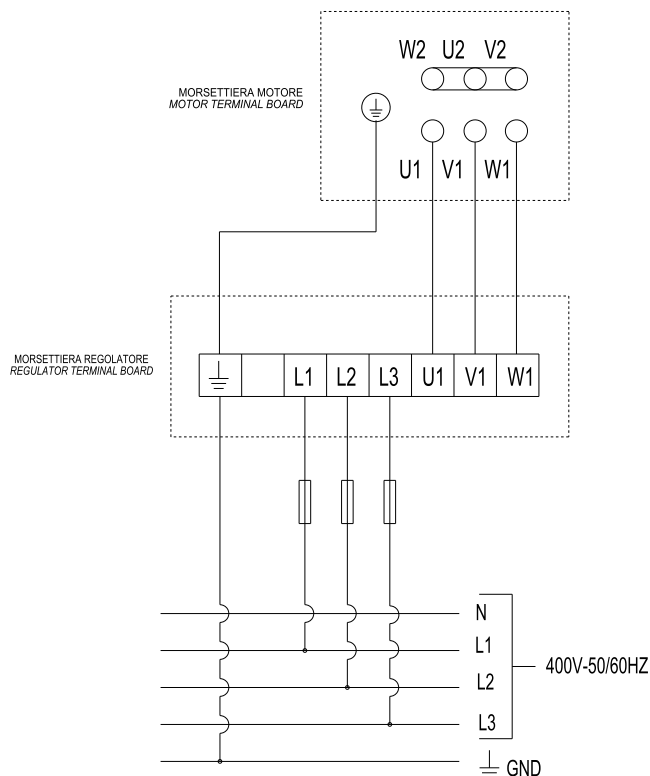 W2 U2 V2
MORSETTIERA MOTORE
MOTOR TERMINAL BOARD
U1 V1 W1
MORSETTIERA REGOLATORE
REGULATOR TERMINAL BOARD
L1 L2 L3 U1 V1 W1
N
L1
400V-50/60HZ
L2
L3
GND